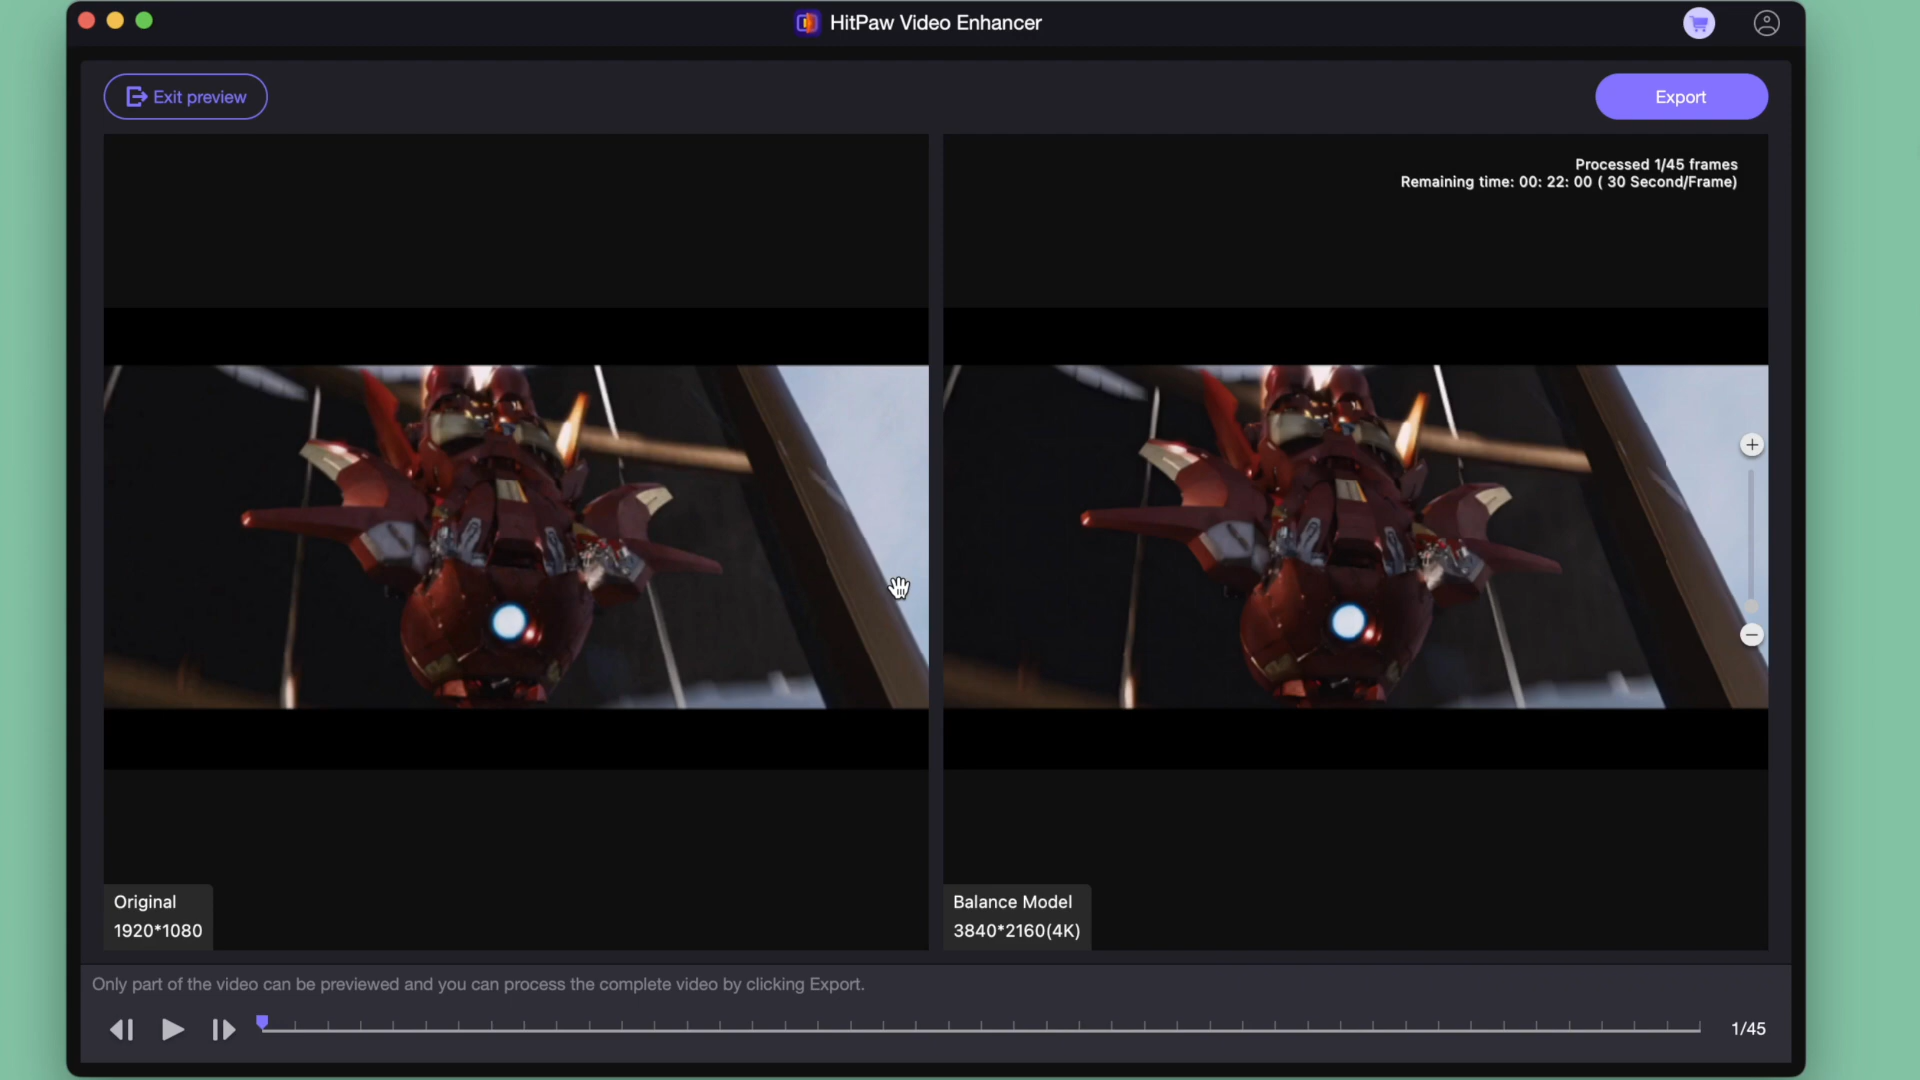 HitPaw Video Enhancer
Exit preview
Export
Processed 1/45 frames
Remaining time: 00: 22: 00 ( 30 Second/Frame)
Original
1920*1080
Balance Model
3840*2160(4K)
Only part of the video can be previewed and you can process the complete video by clicking Export.
1/45